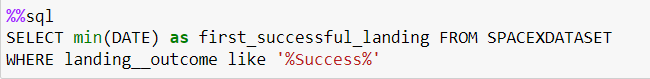 %%sql
SELECT min(DATE) as first_successful_landing FROM SPACEXDATASET
WHERE landing__outcome like '%Success%'